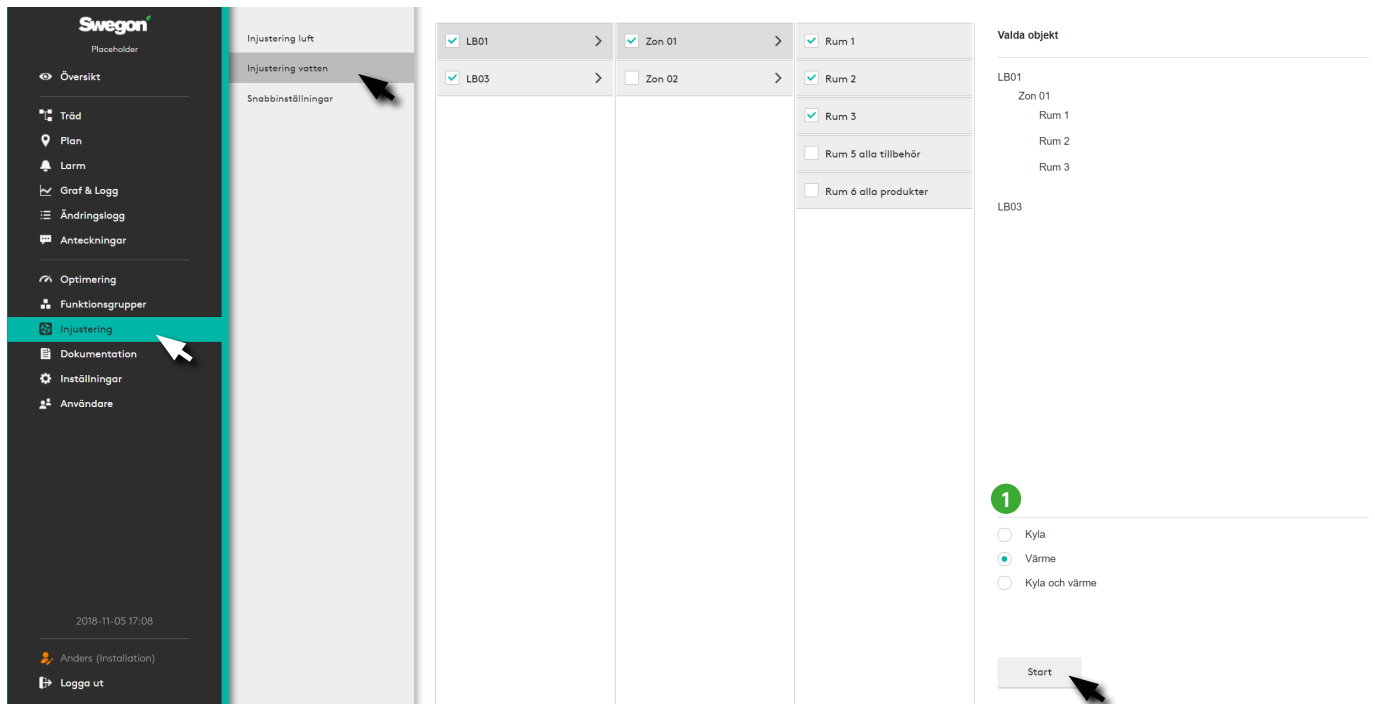 Swegon
Placeholder
Översikt
Träd
Plan
Larm
Graf & Logg
Ändringslogg
Anteckningar
Optimering
Funktionsgrupper
Injustering
Dokumentation
Inställningar
Användare
2018-11-05 17:08
Anders (Installation)
Logga ut
Injustering luft
Injustering vatten
Snabbinställningar
LB01
LB03
Zon 01
Zon 02
Rum 1
Rum 2
Rum 3
Rum 5 alla tillbehör
Rum 6 alla produkter
Valda objekt
LB01
Zon 01
Rum 1
Rum 2
Rum 3
LB03
1
Kyla
Värme
Kyla och värme
Start